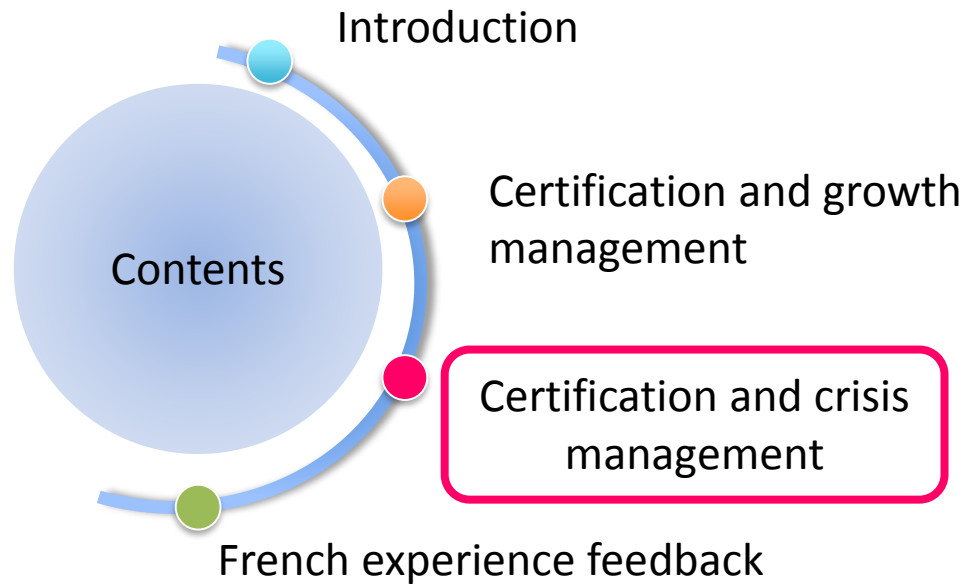 Introduction
Certification and growth
management
Contents
Certification and crisis
management
French experience feedback